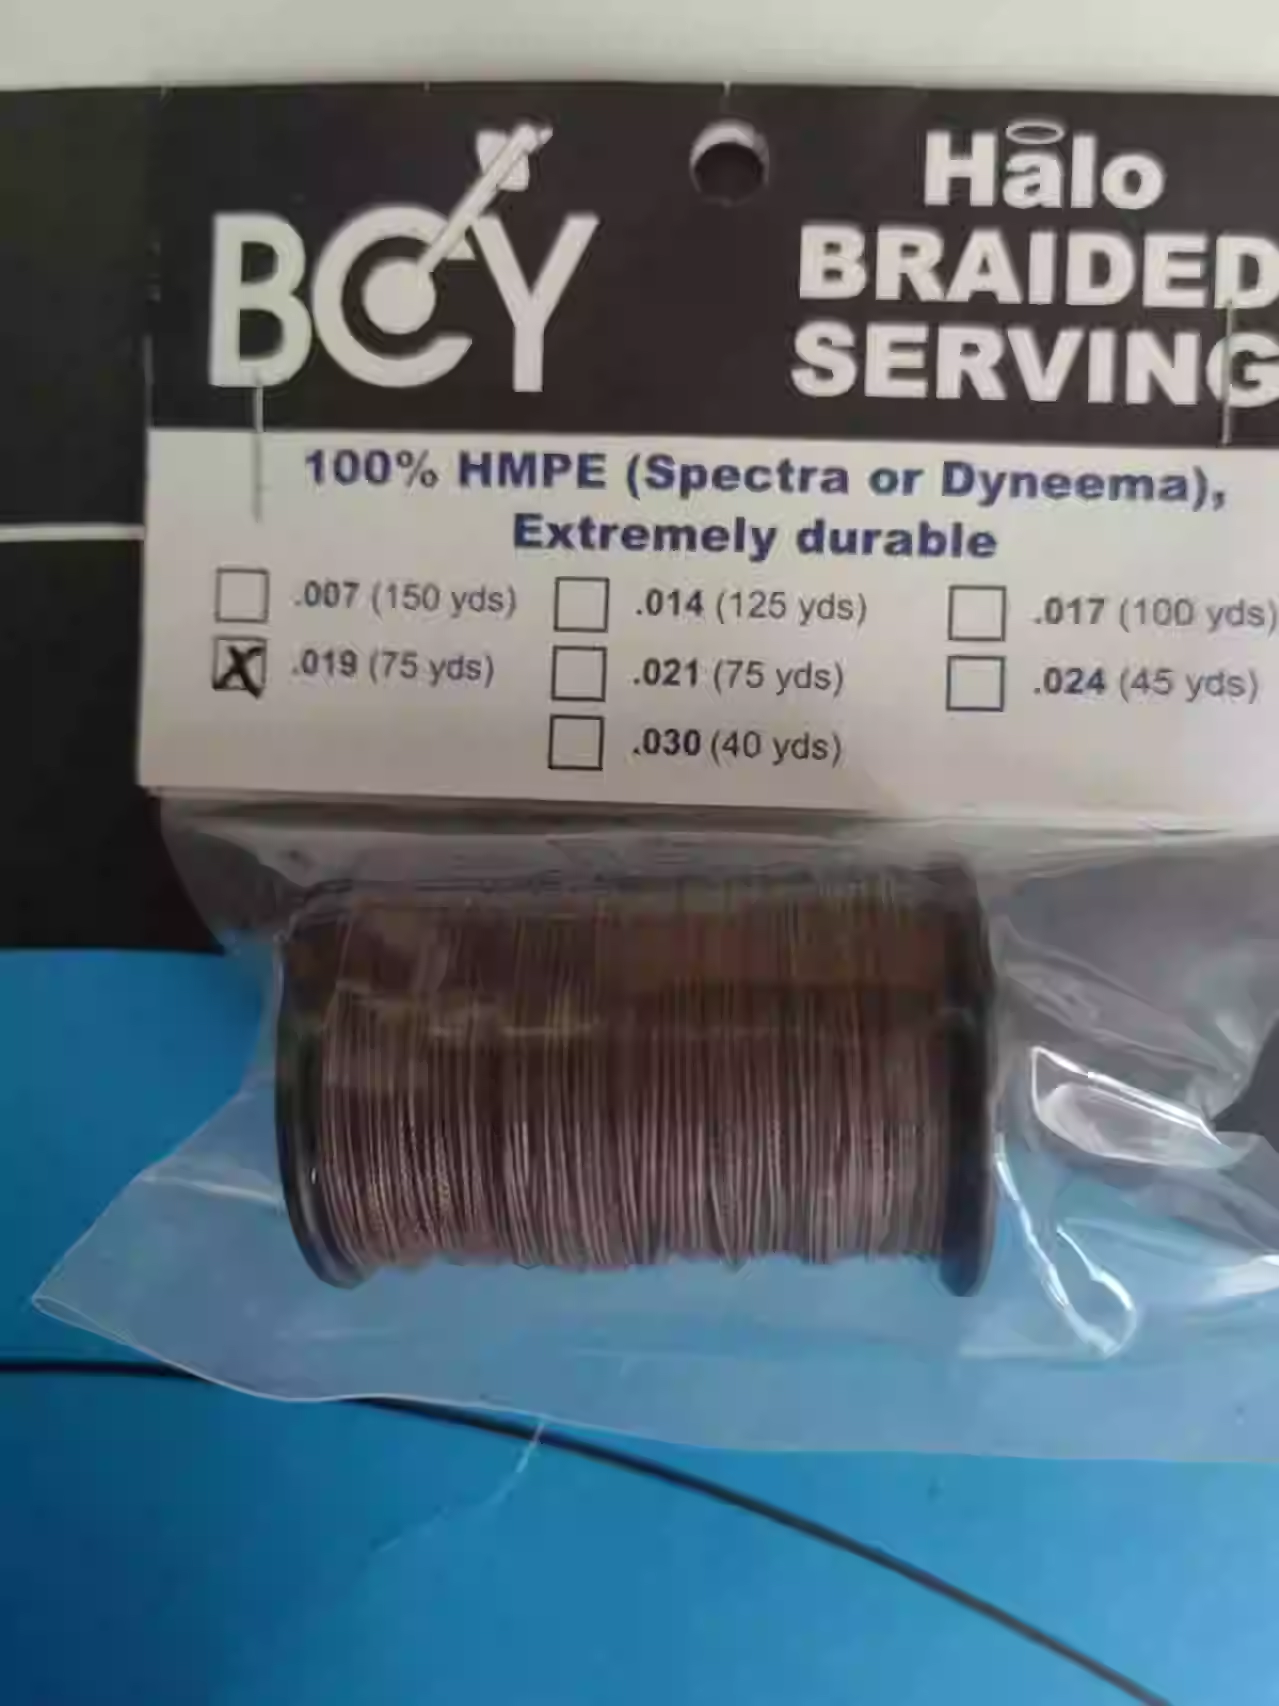 BCY
Halo
BRAIDED
SERVING
100% HMPE (Spectra or Dyneema),
Extremely durable
.007 (150 yds) .014 (125 yds) .017 (100 yds)
X .019 (75 yds) .021 (75 yds) .024 (45 yds)
.030 (40 yds)